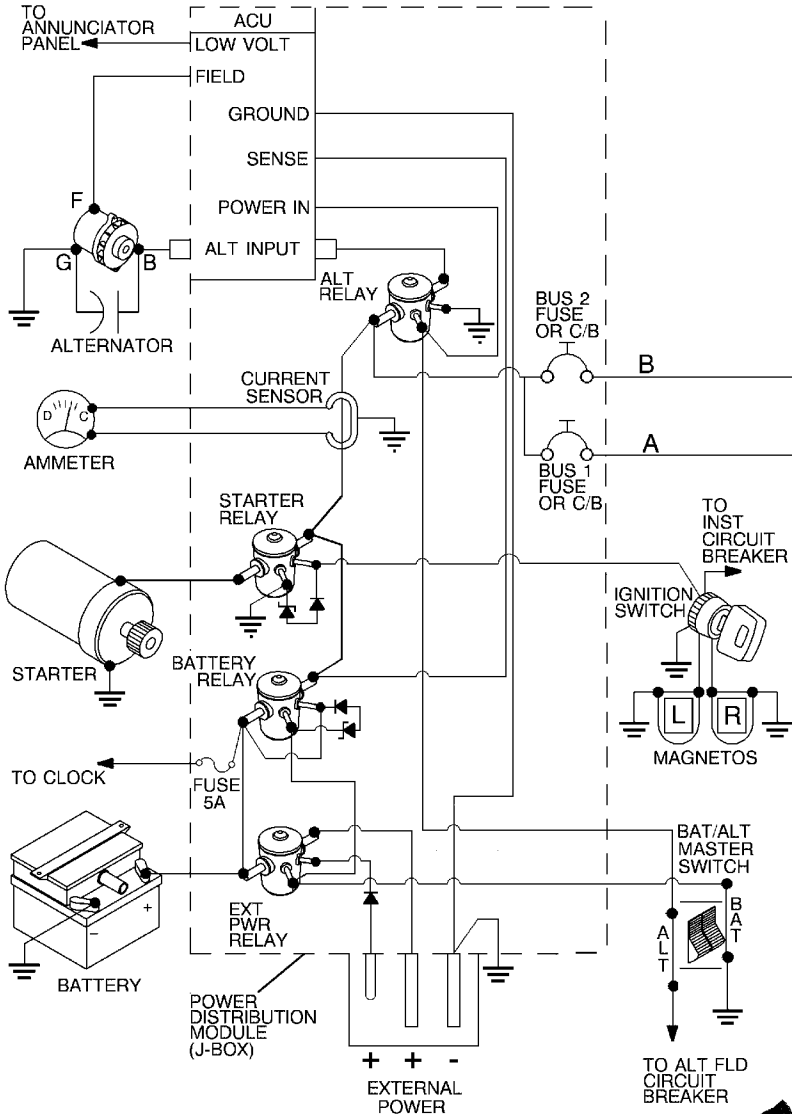 TO
ANNUNCIATOR
PANEL
ACU
LOW VOLT
FIELD
GROUND
SENSE
POWER IN
ALT INPUT
F
G
B
ALTERNATOR
ALT
RELAY
BUS 2
FUSE
OR C/B
B
CURRENT
SENSOR
D
C
AMMETER
A
BUS 1
FUSE
OR C/B
STARTER
RELAY
TO
INST
CIRCUIT
BREAKER
IGNITION
SWITCH
STARTER
BATTERY
RELAY
L
R
MAGNETOS
TO CLOCK
FUSE
5A
BAT/ALT
MASTER
SWITCH
ALT
BAT
+
−
BATTERY
EXT
PWR
RELAY
POWER
DISTRIBUTION
MODULE
(J-BOX)
+ + -
EXTERNAL
POWER
TO ALT FLD
CIRCUIT
BREAKER